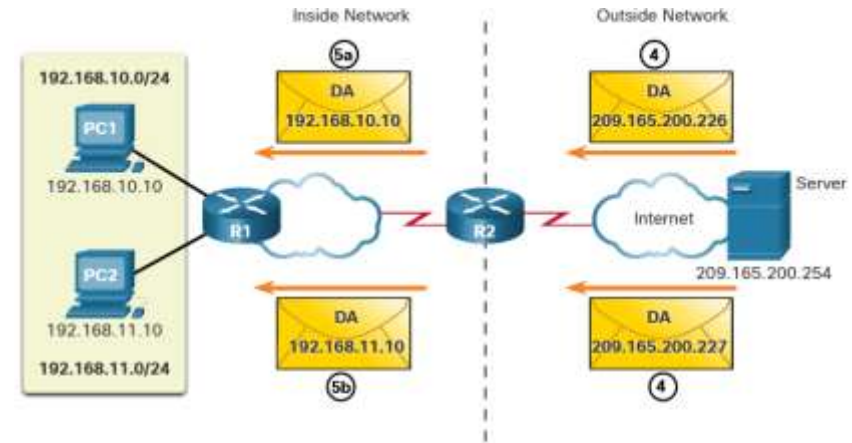 Inside Network
Outside Network
5a
4
192.168.10.0/24
DA
192.168.10.10
DA
209.165.200.226
PC1
192.168.10.10
Server
R1
R2
Internet
PC2
192.168.11.10
209.165.200.254
DA
192.168.11.10
DA
209.165.200.227
192.168.11.0/24
5b
4